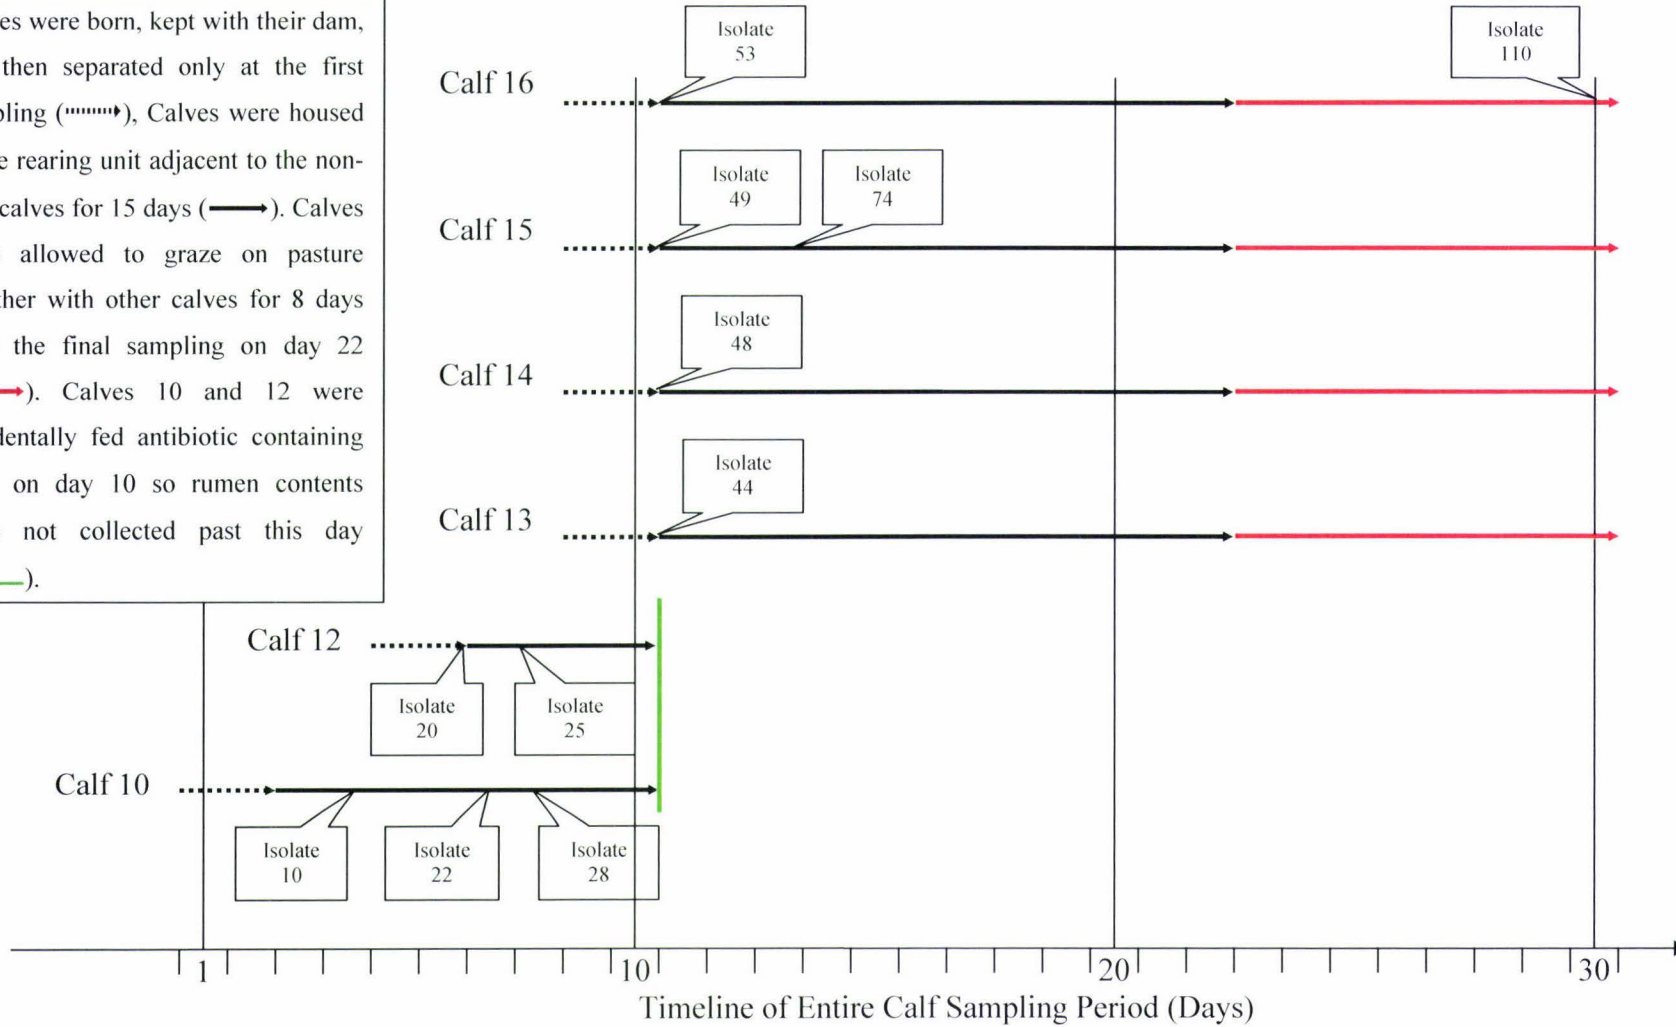 were born, kept with their dam,
then separated only at the first
Calves were housed
rearing unit adjacent to the non-
calves for 15 days ( ). Calves
allowed to graze on pasture
with other calves for 8 days
the final sampling on day 22
). Calves 10 and 12 were
fed antibiotic containing
on day 10 so rumen contents
not collected past this day
).
Isolate
53
Isolate
110
Calf 16
Isolate
49
Isolate
74
Calf 15
Isolate
48
Calf 14
Isolate
44
Calf 13
Calf 12
Isolate
20
Isolate
25
Calf 10
Isolate
10
Isolate
22
Isolate
28
1
10
20
30
Timeline of Entire Calf Sampling Period (Days)